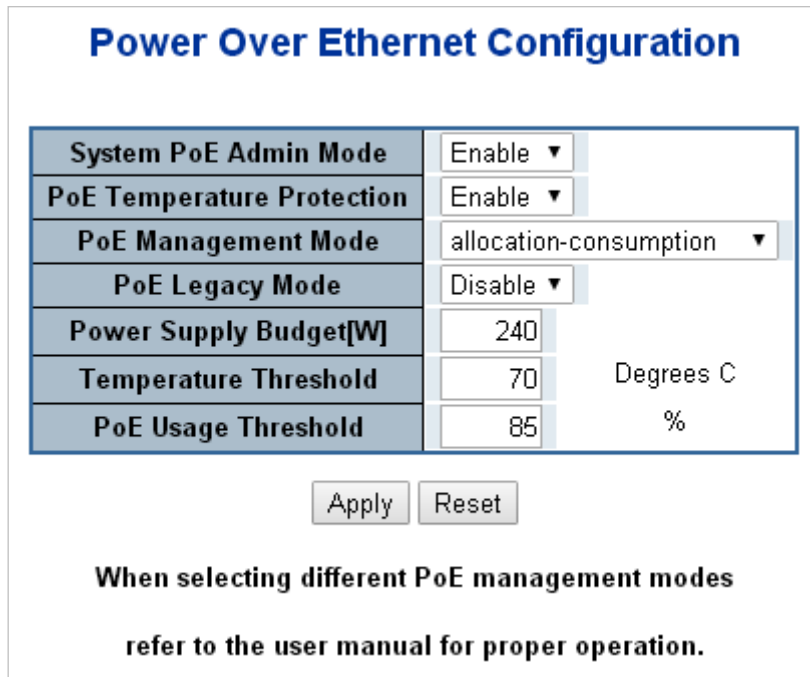 Power Over Ethernet Configuration
System PoE Admin Mode Enable
PoE Temperature Protection Enable
PoE Management Mode allocation-consumption
PoE Legacy Mode Disable
Power Supply Budget[W] 240
Temperature Threshold 70 Degrees C
PoE Usage Threshold 85 %
Apply Reset
When selecting different PoE management modes
refer to the user manual for proper operation.